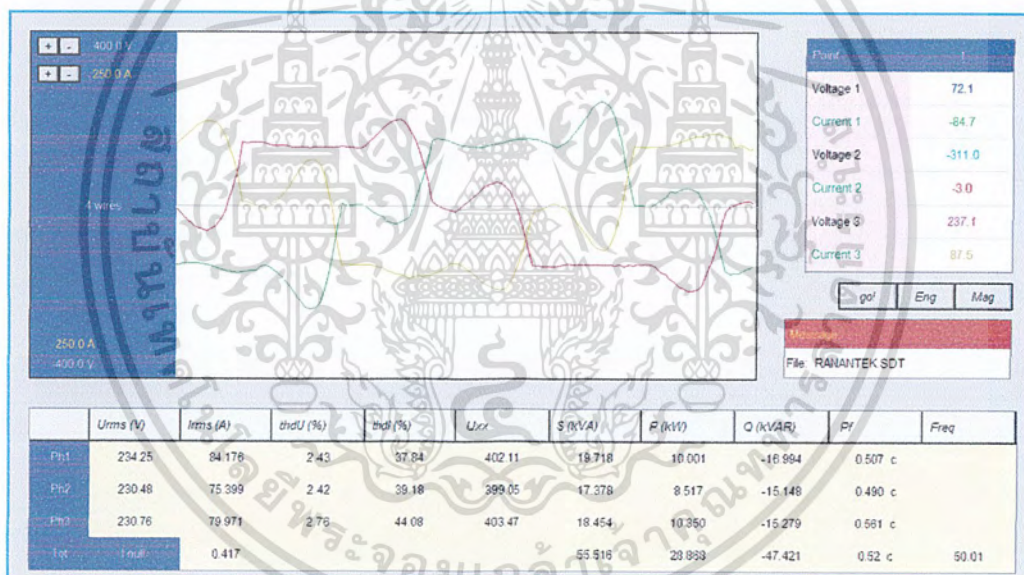 + - 400.0 V
+ - 250.0 A
4 wires
250.0 A
-400.0 V
Point 1
Voltage 1 72.1
Current 1 -84.7
Voltage 2 -311.0
Current 2 -3.0
Voltage 3 237.1
Current 3 87.5
go! Eng Mag
Message
File: RANANTEK.SDT
Urms (V) Irms (A) thdU (%) thdI (%) Uxx S (kVA) P (kW) Q (kVAR) Pf Freq
Ph1 234.25 84.176 2.43 37.84 402.11 19.718 10.001 -16.994 0.507 c
Ph2 230.48 75.399 2.42 39.18 399.05 17.378 8.517 -15.148 0.490 c
Ph3 230.76 79.971 2.76 44.08 403.47 18.454 10.350 -15.279 0.561 c
Tot I null 0.417 55.516 28.868 -47.421 0.52 c 50.01